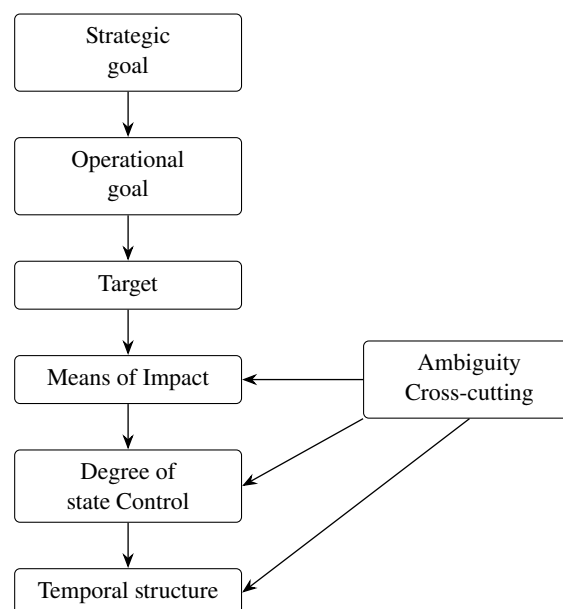 Strategic
goal
Operational
goal
Target
Means of Impact
Ambiguity
Cross-cutting
Degree of
state Control
Temporal structure